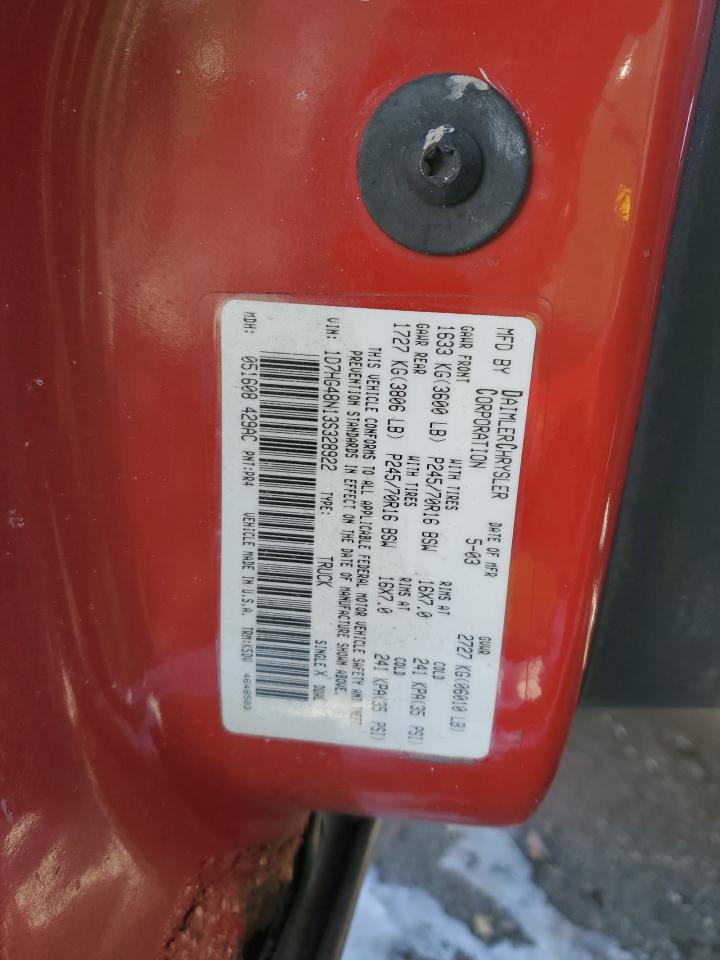 MFD BY DAIMLERCHRYSLER CORPORATION
DATE OF MFR 5-03
GVWR 2727 KG(06010 LB)
GAWR FRONT WITH TIRES RIMS AT COLD
1633 KG(3600 LB) P245/70R16 BSW 16X7.0 241 KPA(35 PSI)
GAWR REAR WITH TIRES RIMS AT COLD
1727 KG(3806 LB) P245/70R16 BSW 16X7.0 241 KPA(35 PSI)
THIS VEHICLE CONFORMS TO ALL APPLICABLE FEDERAL MOTOR VEHICLE SAFETY AND THEFT
PREVENTION STANDARDS IN EFFECT ON THE DATE OF MANUFACTURE SHOWN ABOVE.
VIN: 1D7HG48N13S328922 TYPE: TRUCK SINGLE X DUAL
MDH: 051608 429AC PNT:PR4 VEHICLE MADE IN U.S.A. TRM:K5DV 4648503